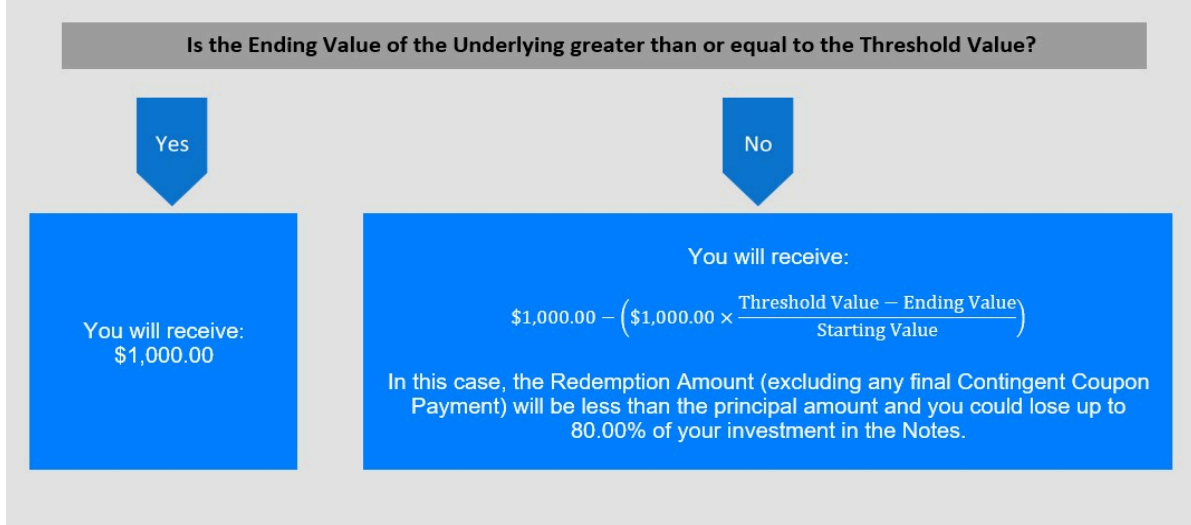 Is the Ending Value of the Underlying greater than or equal to the Threshold Value?
Yes
No
You will receive:
$1,000.00
You will receive:
$1,000.00 − ($1,000.00 × (Threshold Value − Ending Value) / Starting Value)
In this case, the Redemption Amount (excluding any final Contingent Coupon
Payment) will be less than the principal amount and you could lose up to
80.00% of your investment in the Notes.